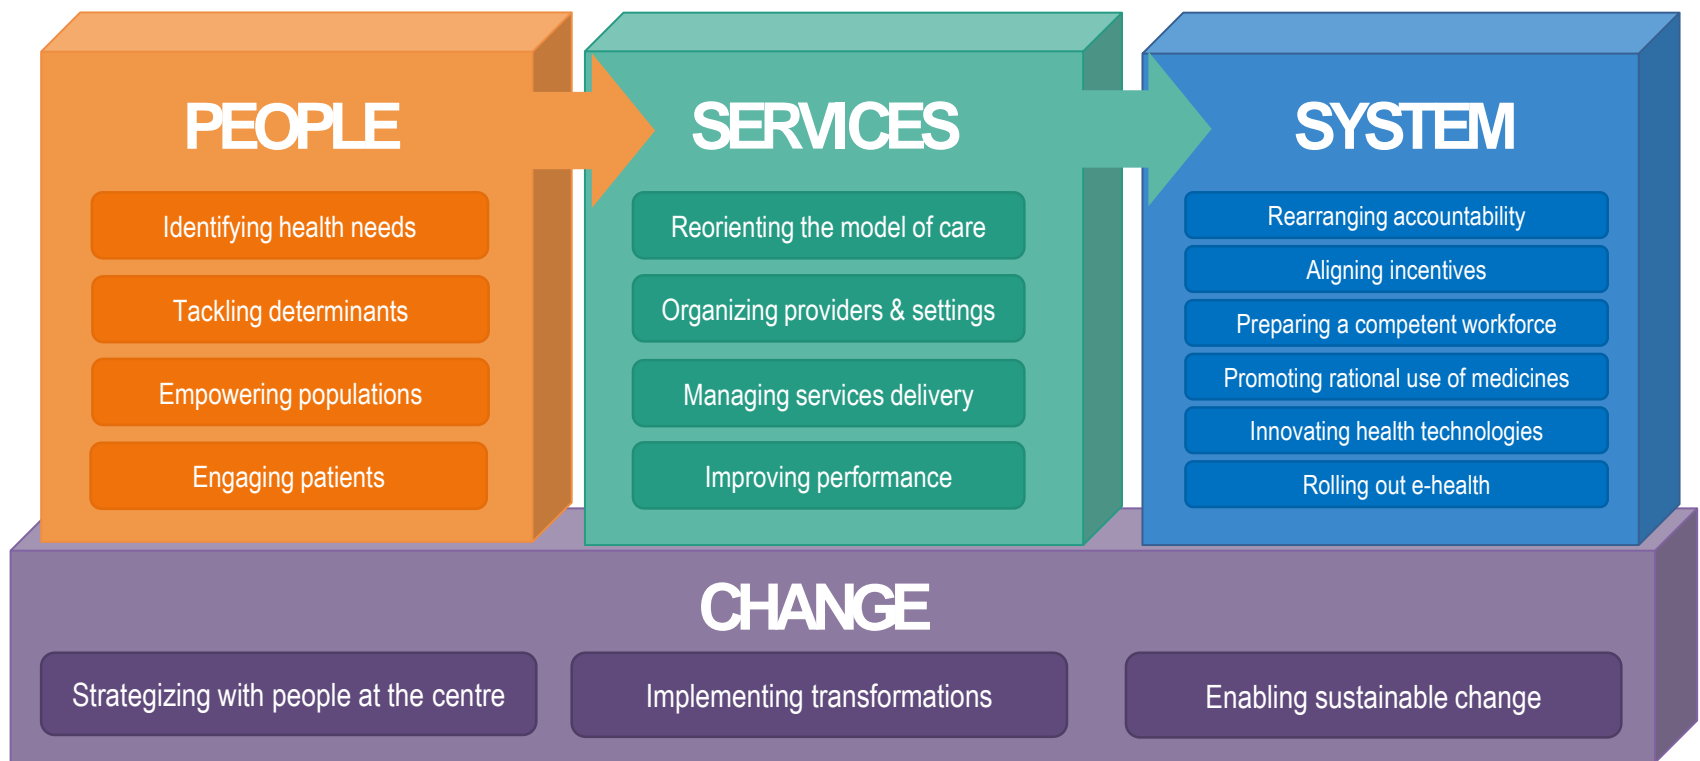 PEOPLE
Identifying health needs
Tackling determinants
Empowering populations
Engaging patients
SERVICES
Reorienting the model of care
Organizing providers & settings
Managing services delivery
Improving performance
SYSTEM
Rearranging accountability
Aligning incentives
Preparing a competent workforce
Promoting rational use of medicines
Innovating health technologies
Rolling out e-health
CHANGE
Strategizing with people at the centre
Implementing transformations
Enabling sustainable change